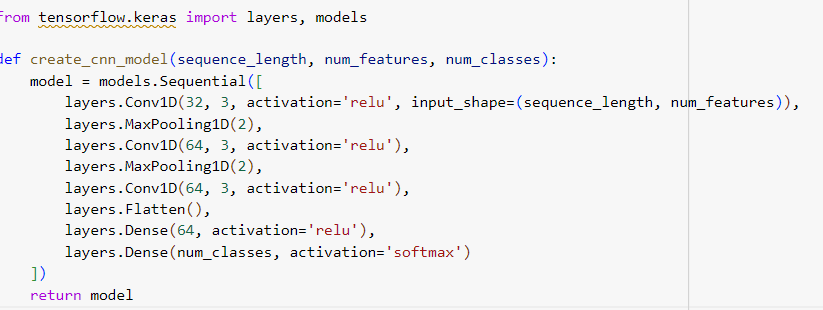 from tensorflow.keras import layers, models
def create_cnn_model(sequence_length, num_features, num_classes):
    model = models.Sequential([
        layers.Conv1D(32, 3, activation='relu', input_shape=(sequence_length, num_features)),
        layers.MaxPooling1D(2),
        layers.Conv1D(64, 3, activation='relu'),
        layers.MaxPooling1D(2),
        layers.Conv1D(64, 3, activation='relu'),
        layers.Flatten(),
        layers.Dense(64, activation='relu'),
        layers.Dense(num_classes, activation='softmax')
    ])
    return model